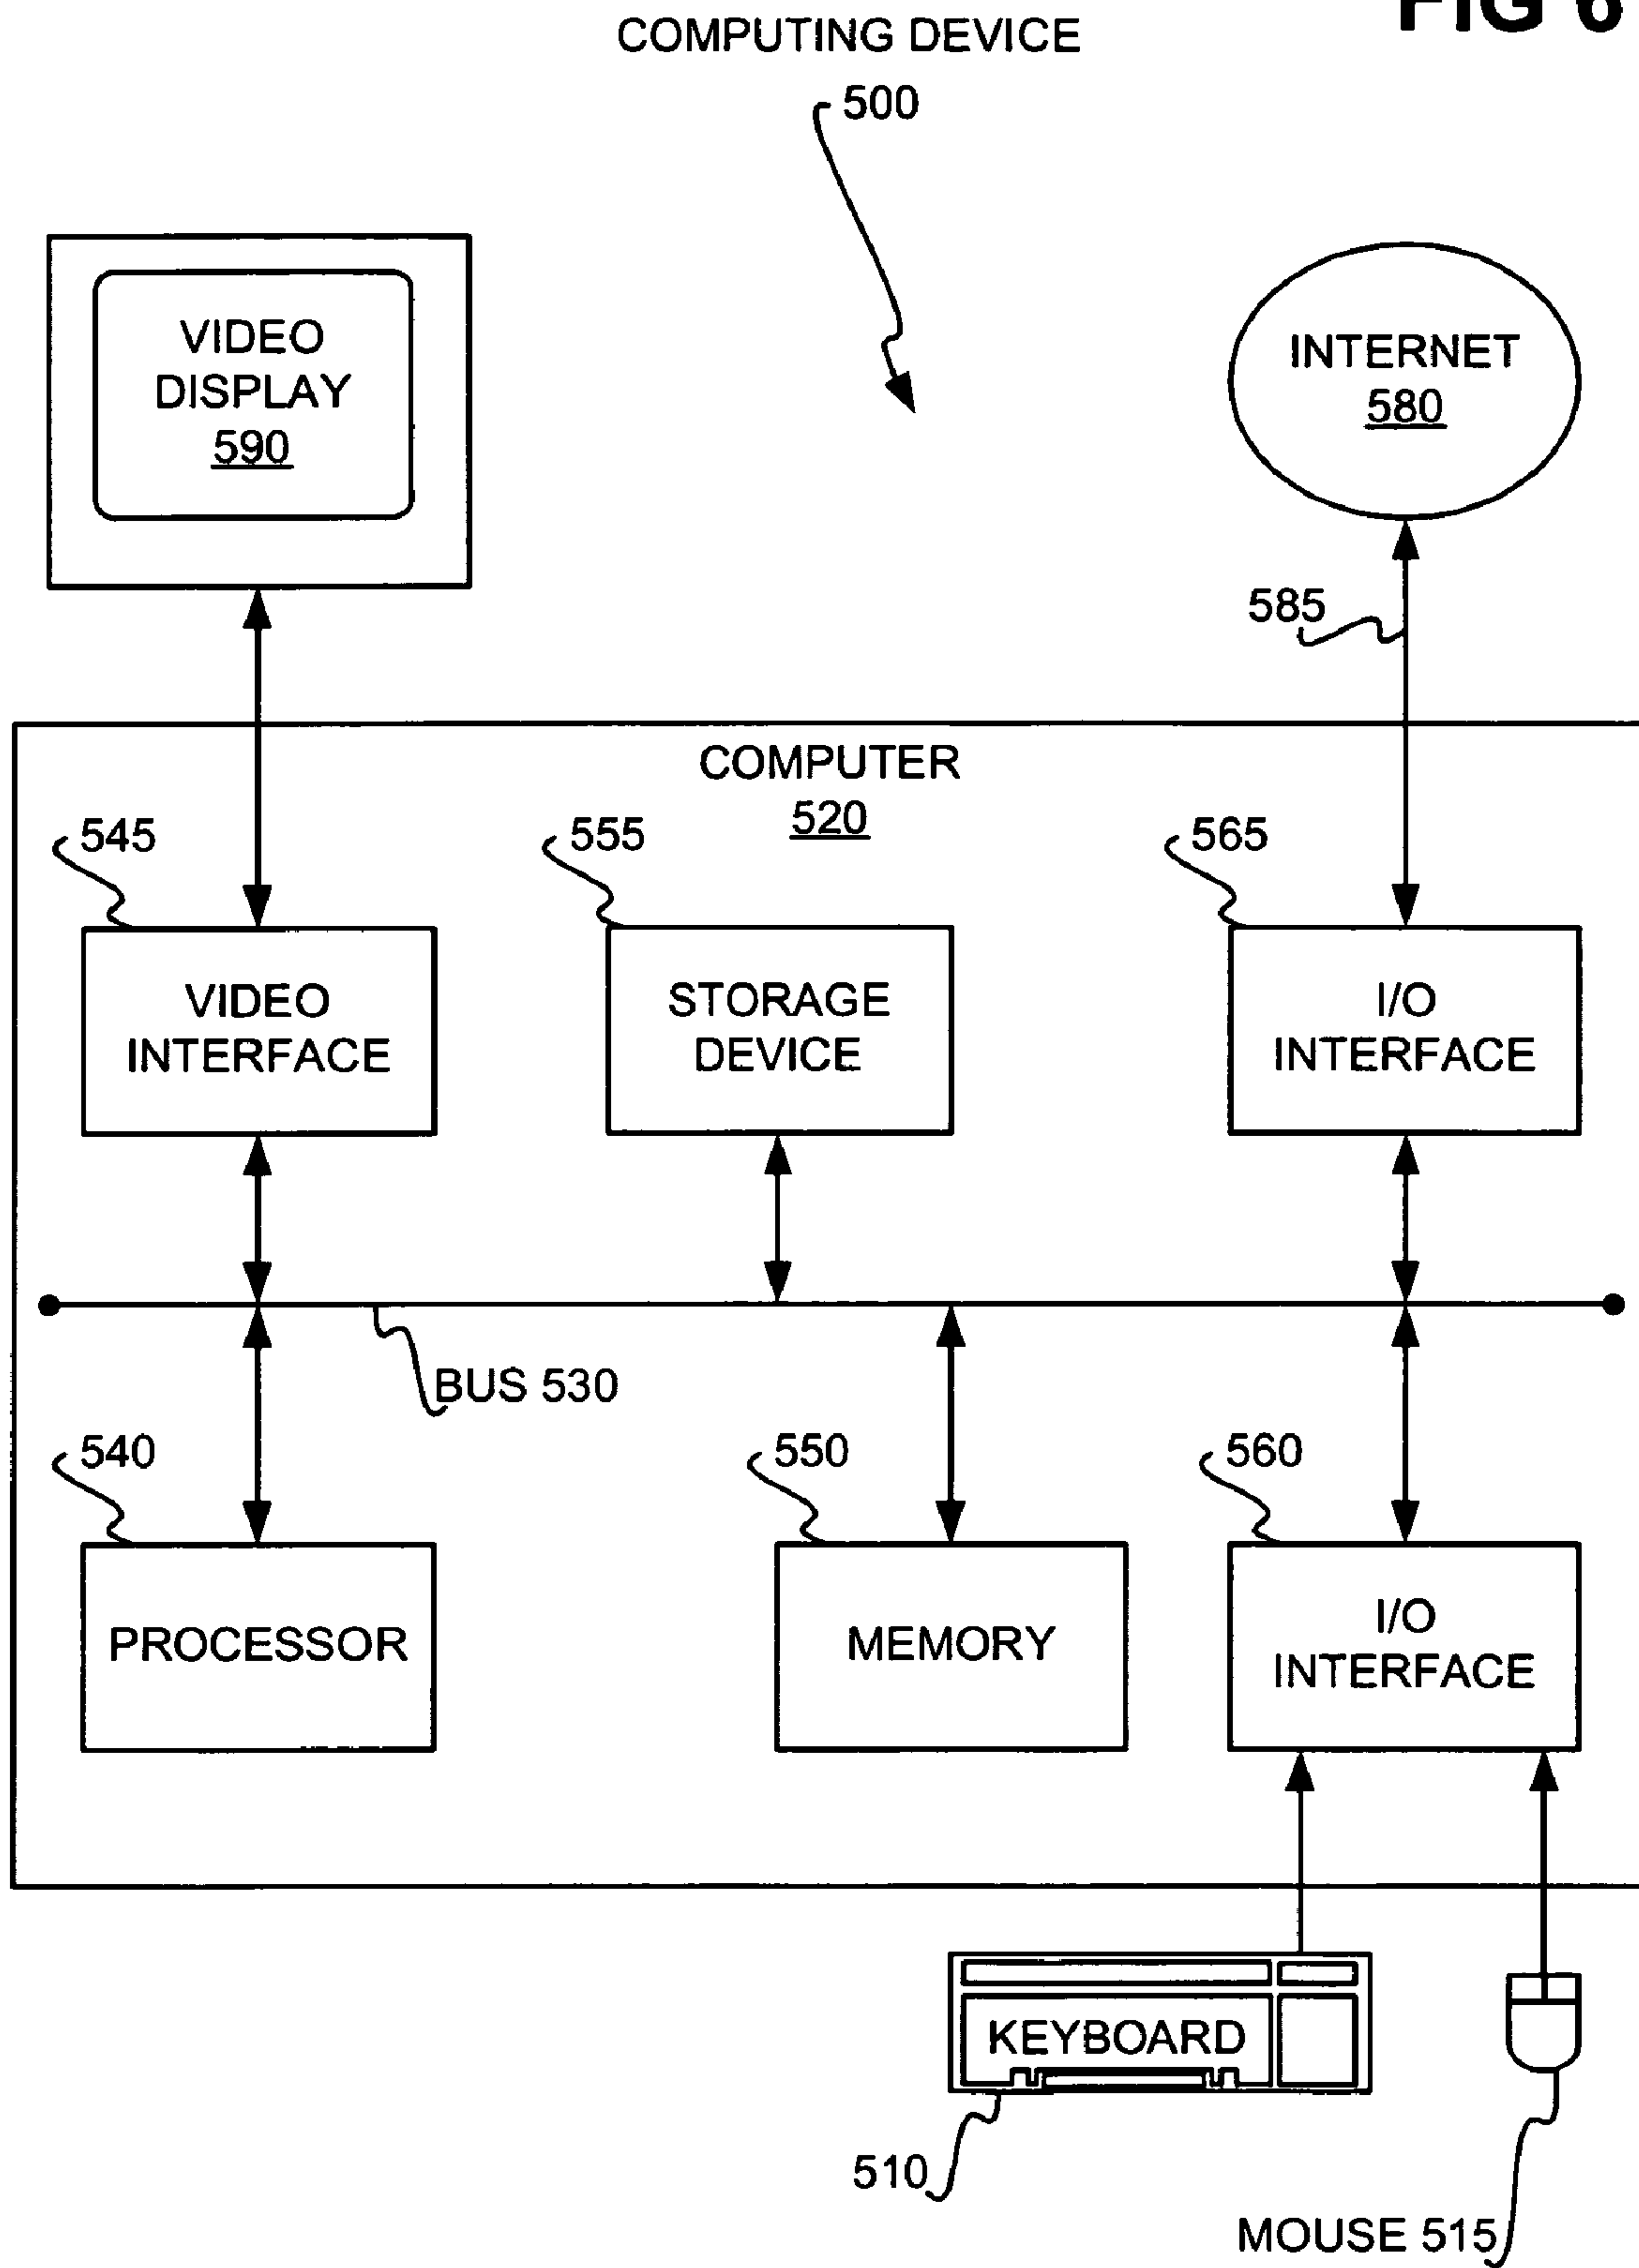 FIG 6
COMPUTING DEVICE
500
VIDEO
DISPLAY
590
INTERNET
580
585
COMPUTER
520
545
555
565
VIDEO
INTERFACE
STORAGE
DEVICE
I/O
INTERFACE
BUS 530
540
550
560
PROCESSOR
MEMORY
I/O
INTERFACE
KEYBOARD
510
MOUSE 515